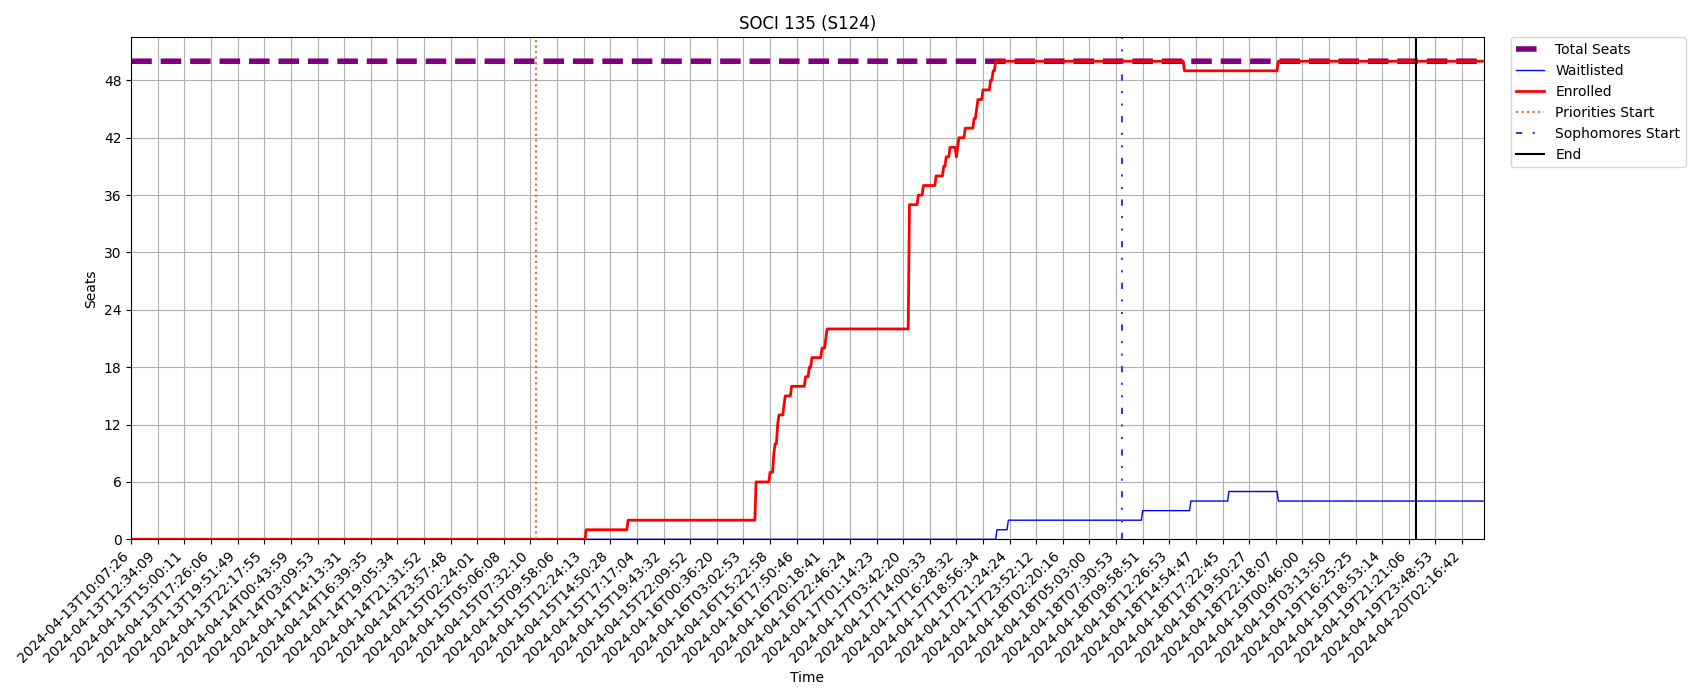 SOCI 135 (S124)
Total Seats
Waitlisted
Enrolled
Priorities Start
Sophomores Start
End
Seats
48
42
36
30
24
18
12
6
0
2024-04-13T10:07:26
2024-04-13T12:34:09
2024-04-13T15:00:11
2024-04-13T17:26:06
2024-04-13T19:51:49
2024-04-13T22:17:55
2024-04-14T00:43:59
2024-04-14T03:09:53
2024-04-14T14:13:31
2024-04-14T16:39:35
2024-04-14T19:05:34
2024-04-14T21:31:52
2024-04-14T23:57:48
2024-04-15T02:24:01
2024-04-15T05:06:08
2024-04-15T07:32:10
2024-04-15T09:58:06
2024-04-15T12:24:13
2024-04-15T14:50:28
2024-04-15T17:17:04
2024-04-15T19:43:32
2024-04-15T22:09:52
2024-04-16T00:36:20
2024-04-16T03:02:53
2024-04-16T15:22:58
2024-04-16T17:50:46
2024-04-16T20:18:41
2024-04-16T22:46:24
2024-04-17T01:14:23
2024-04-17T03:42:20
2024-04-17T14:00:33
2024-04-17T16:28:32
2024-04-17T18:56:34
2024-04-17T21:24:24
2024-04-17T23:52:12
2024-04-18T02:20:16
2024-04-18T05:03:00
2024-04-18T07:30:53
2024-04-18T09:58:51
2024-04-18T12:26:53
2024-04-18T14:54:47
2024-04-18T17:22:45
2024-04-18T19:50:27
2024-04-18T22:18:07
2024-04-19T00:46:00
2024-04-19T03:13:50
2024-04-19T16:25:25
2024-04-19T18:53:14
2024-04-19T21:21:06
2024-04-19T23:48:53
2024-04-20T02:16:42
Time